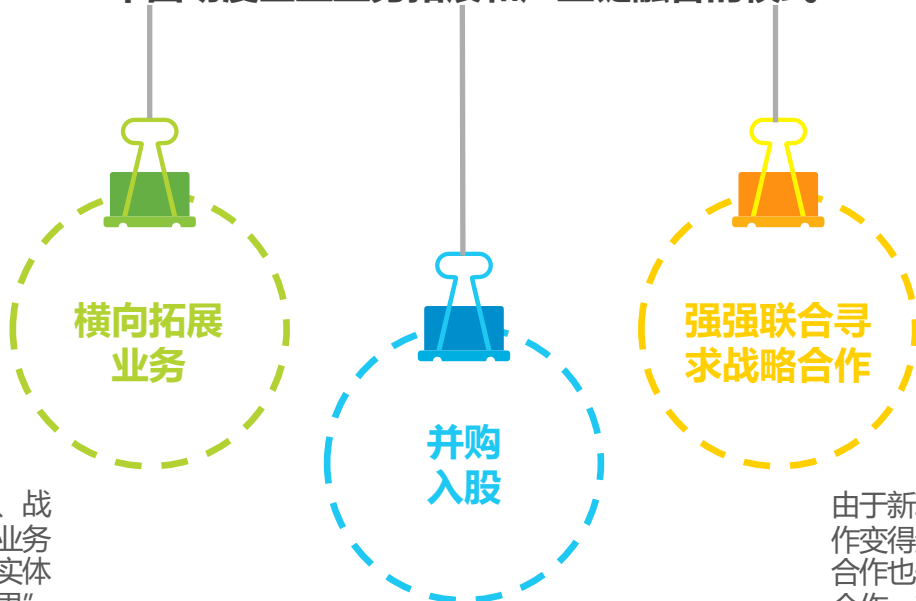 横向拓展
业务
强强联合寻
求战略合作
并购
入股
、战
业务
实体
由于新
作变得
合作也